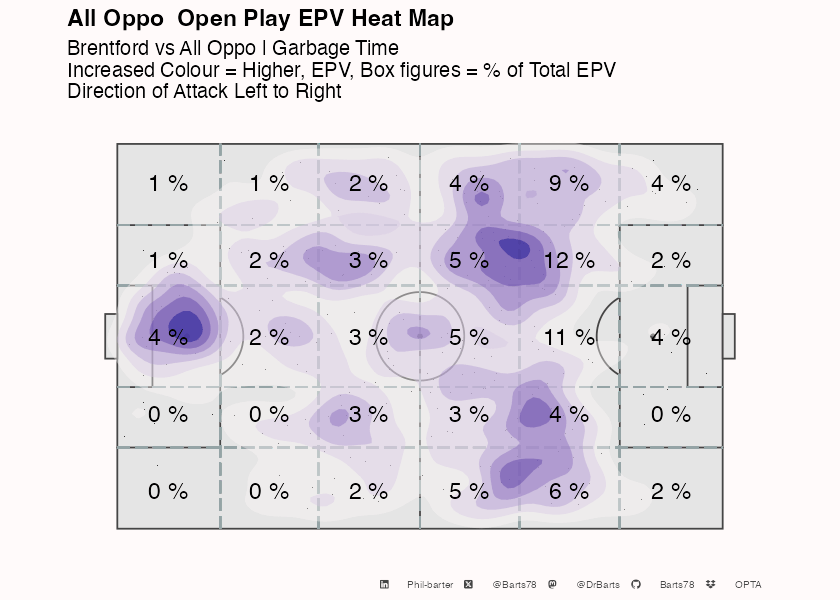 All Oppo  Open Play EPV Heat Map
Brentford vs All Oppo | Garbage Time
Increased Colour = Higher, EPV, Box figures = % of Total EPV
Direction of Attack Left to Right
1 % 1 % 2 % 4 % 9 % 4 %
1 % 2 % 3 % 5 % 12 % 2 %
4 % 2 % 3 % 5 % 11 % 4 %
0 % 0 % 3 % 3 % 4 % 0 %
0 % 0 % 2 % 5 % 6 % 2 %
Phil-barter @Barts78 @DrBarts Barts78 OPTA